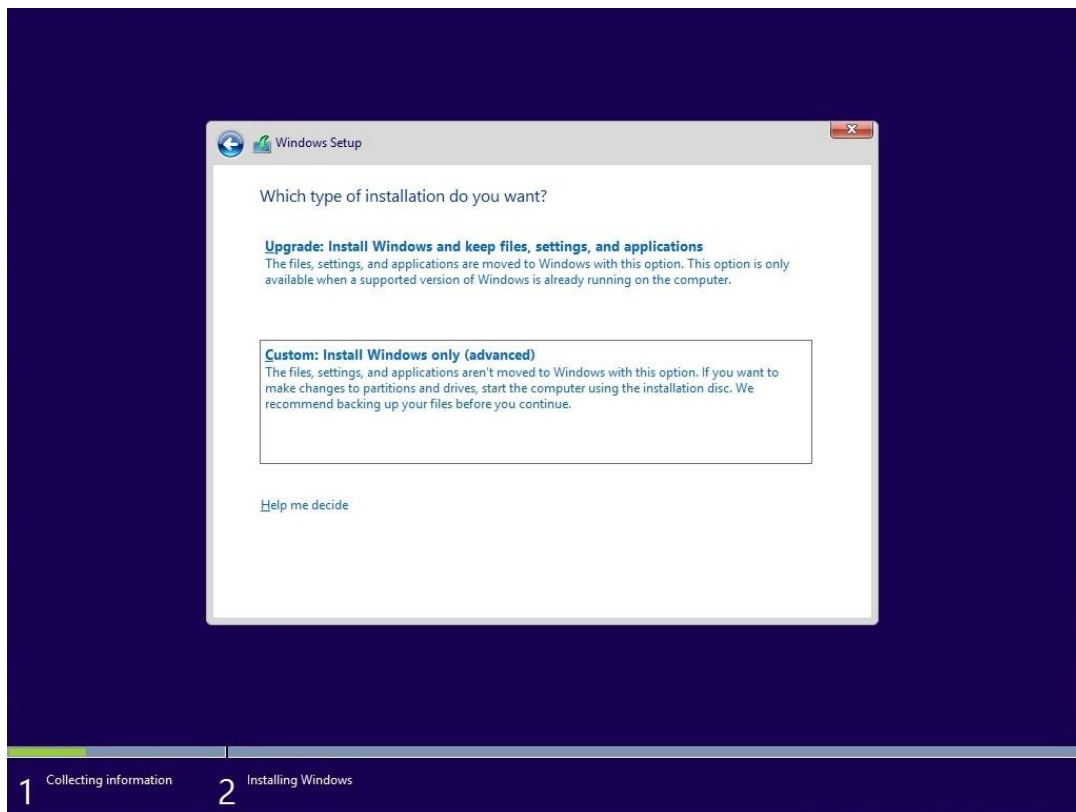 Windows Setup
Which type of installation do you want?
Upgrade: Install Windows and keep files, settings, and applications
The files, settings, and applications are moved to Windows with this option. This option is only
available when a supported version of Windows is already running on the computer.
Custom: Install Windows only (advanced)
The files, settings, and applications aren't moved to Windows with this option. If you want to
make changes to partitions and drives, start the computer using the installation disc. We
recommend backing up your files before you continue.
Help me decide
1 Collecting information
2 Installing Windows